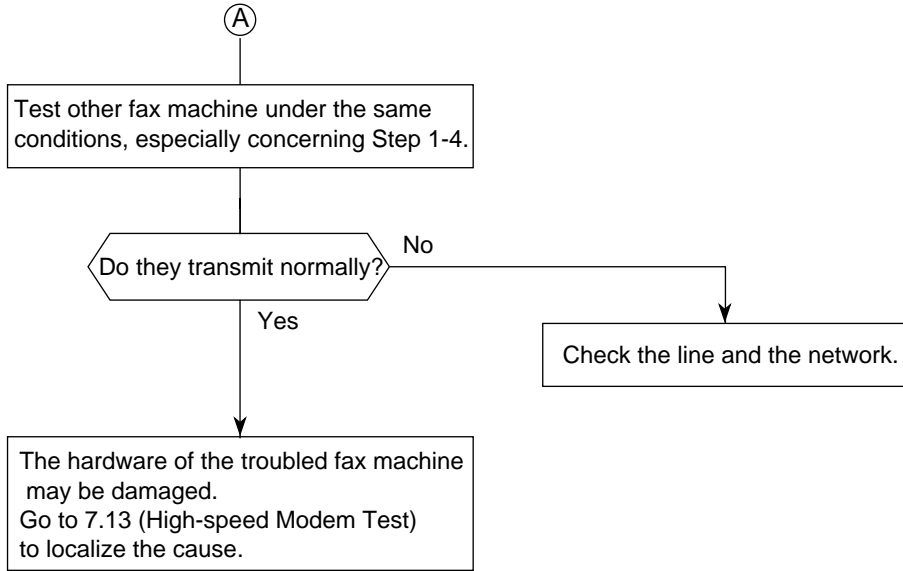 A
Test other fax machine under the same
conditions, especially concerning Step 1-4.
Do they transmit normally?
No
Yes
Check the line and the network.
The hardware of the troubled fax machine
may be damaged.
Go to 7.13 (High-speed Modem Test)
to localize the cause.